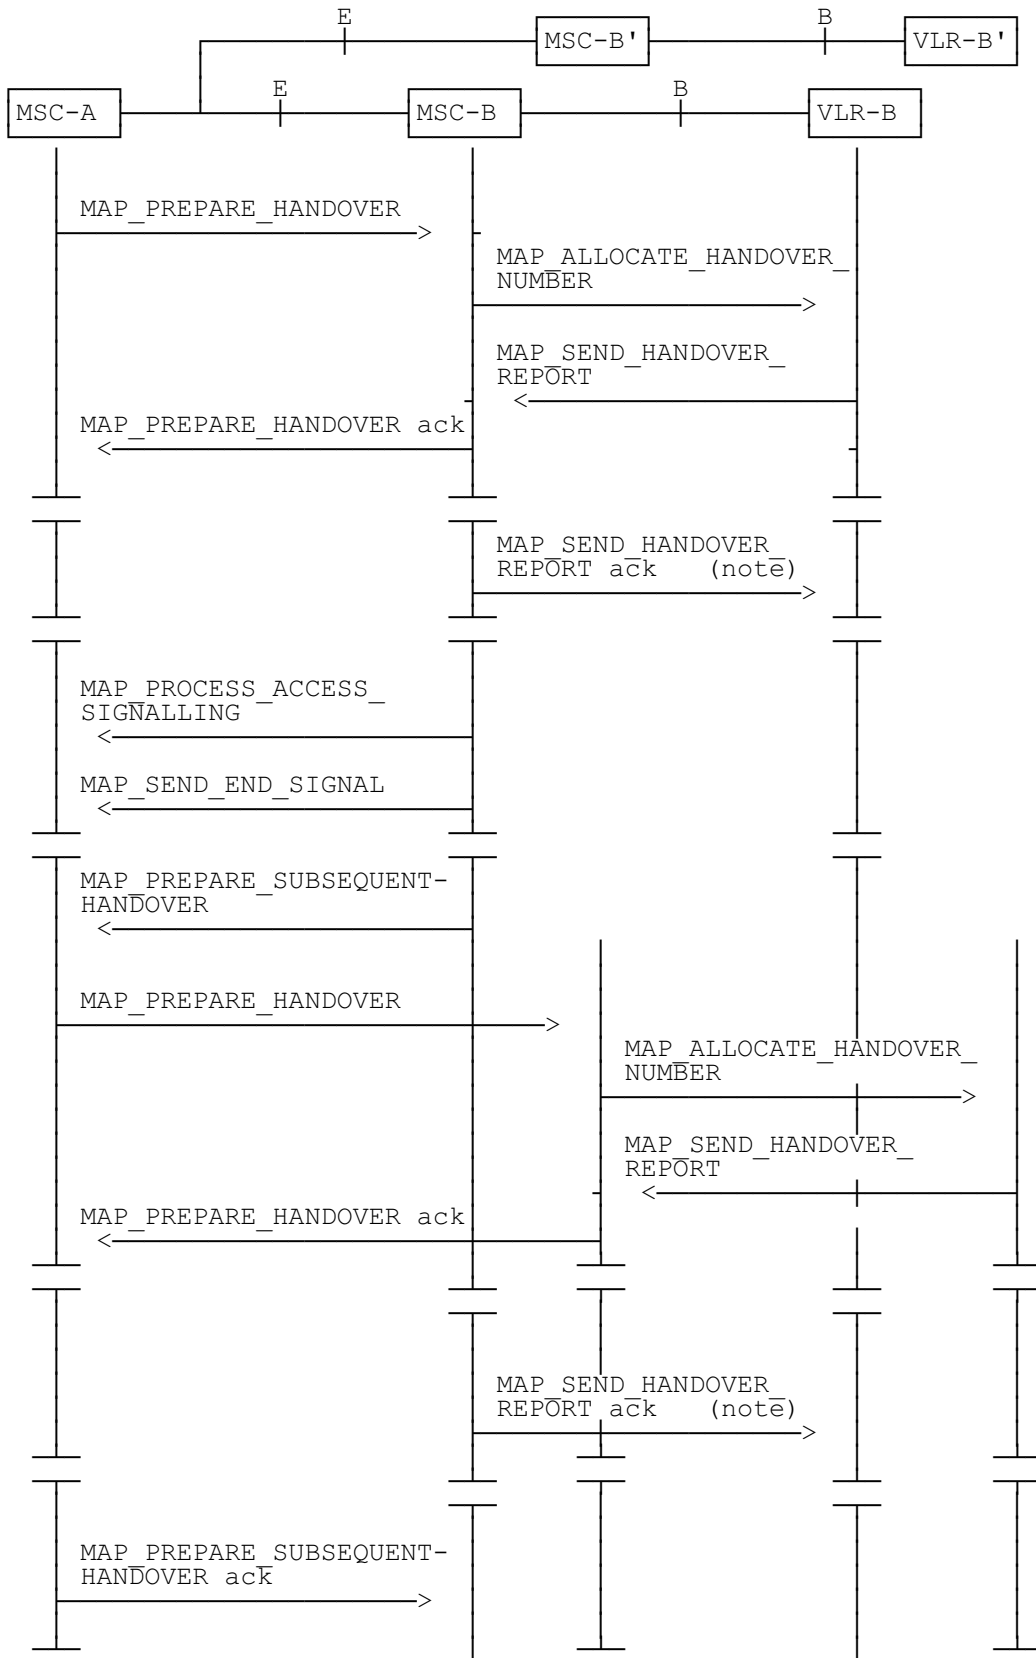 E B
MSC-B' VLR-B'
E B
MSC-A MSC-B VLR-B
MAP_PREPARE_HANDOVER
MAP_ALLOCATE_HANDOVER_
NUMBER
MAP_SEND_HANDOVER_
REPORT
MAP_PREPARE_HANDOVER ack
MAP_SEND_HANDOVER_
REPORT ack (note)
MAP_PROCESS_ACCESS_
SIGNALLING
MAP_SEND_END_SIGNAL
MAP_PREPARE_SUBSEQUENT-
HANDOVER
MAP_PREPARE_HANDOVER
MAP_ALLOCATE_HANDOVER_
NUMBER
MAP_SEND_HANDOVER_
REPORT
MAP_PREPARE_HANDOVER ack
MAP_SEND_HANDOVER_
REPORT ack (note)
MAP_PREPARE_SUBSEQUENT-
HANDOVER ack